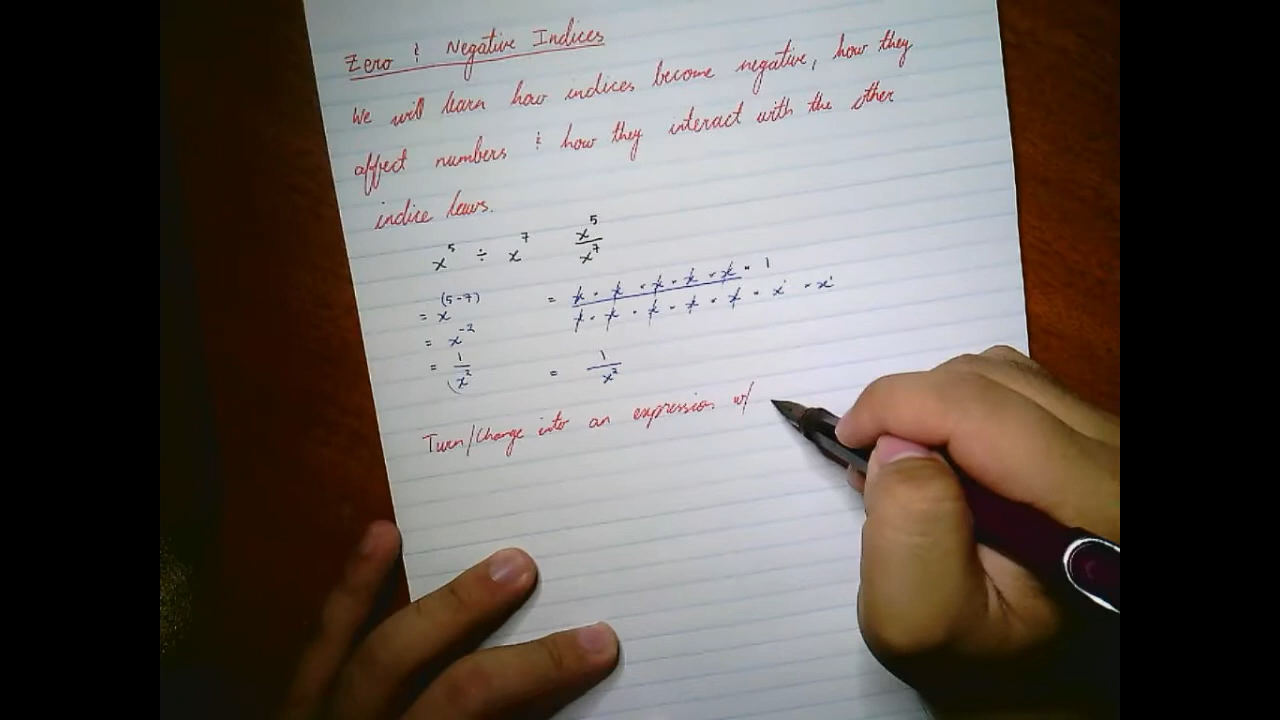 Zero & Negative Indices
We will learn how indices become negative, how they
affect numbers & how they interact with the other
indice laws.
x⁵ ÷ x⁷ x⁵/x⁷
= x⁽⁵⁻⁷⁾ = x × x × x × x × x × 1 / x × x × x × x × x × x × x
= x⁻²
= 1/x² = 1/x²
Turn/Change into an expression w/